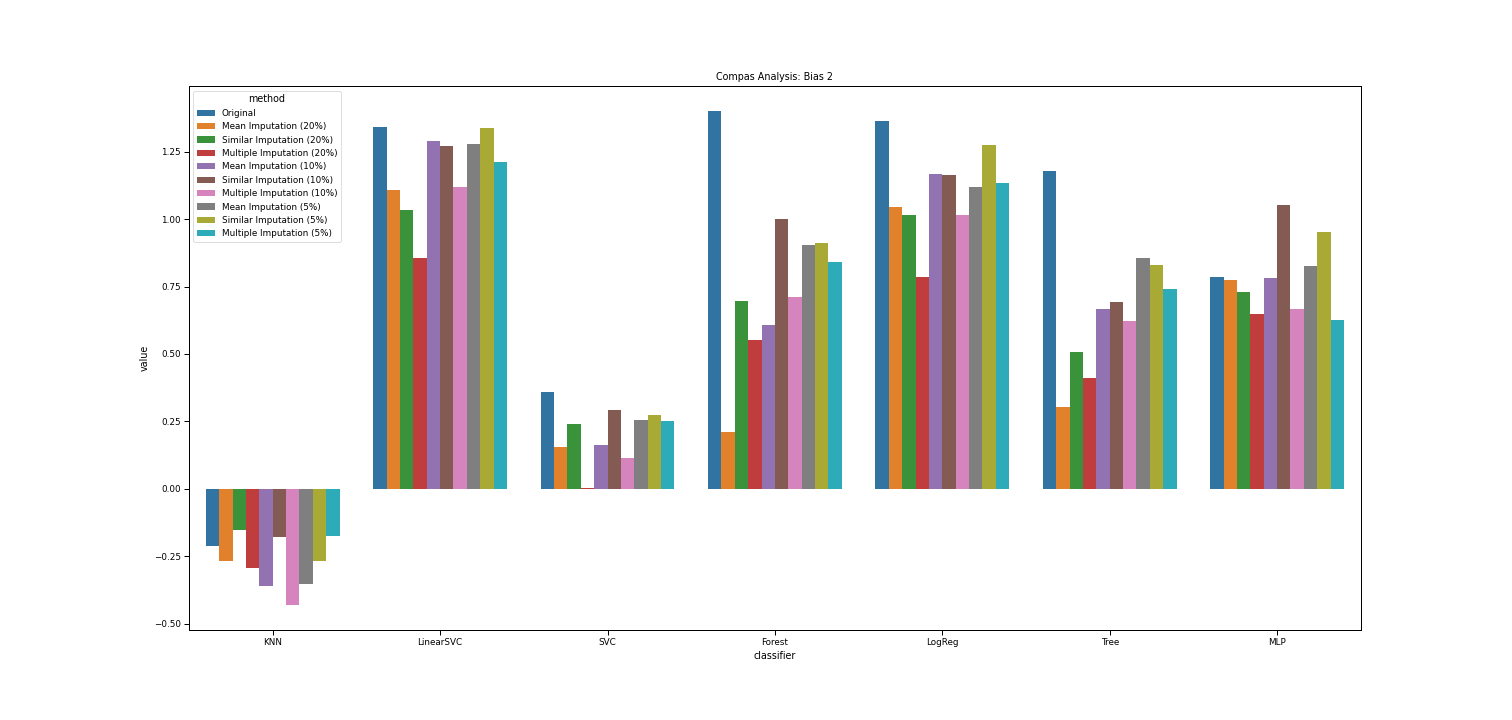 Compas Analysis: Bias 2
method
Original
Mean Imputation (20%)
Similar Imputation (20%)
Multiple Imputation (20%)
Mean Imputation (10%)
Similar Imputation (10%)
Multiple Imputation (10%)
Mean Imputation (5%)
Similar Imputation (5%)
Multiple Imputation (5%)
value
1.25
1.00
0.75
0.50
0.25
0.00
−0.25
−0.50
KNN LinearSVC SVC Forest LogReg Tree MLP
classifier